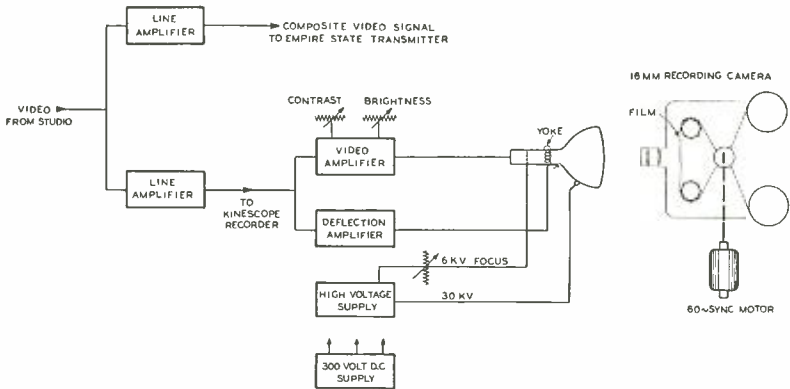 LINE
AMPLIFIER
COMPOSITE VIDEO SIGNAL
TO EMPIRE STATE TRANSMITTER
VIDEO
FROM STUDIO
LINE
AMPLIFIER
TO
KINESCOPE
RECORDER
CONTRAST
BRIGHTNESS
VIDEO
AMPLIFIER
YOKE
DEFLECTION
AMPLIFIER
6 KV FOCUS
HIGH VOLTAGE
SUPPLY
30 KV
300 VOLT D.C
SUPPLY
16 MM RECORDING CAMERA
FILM
60~SYNC MOTOR